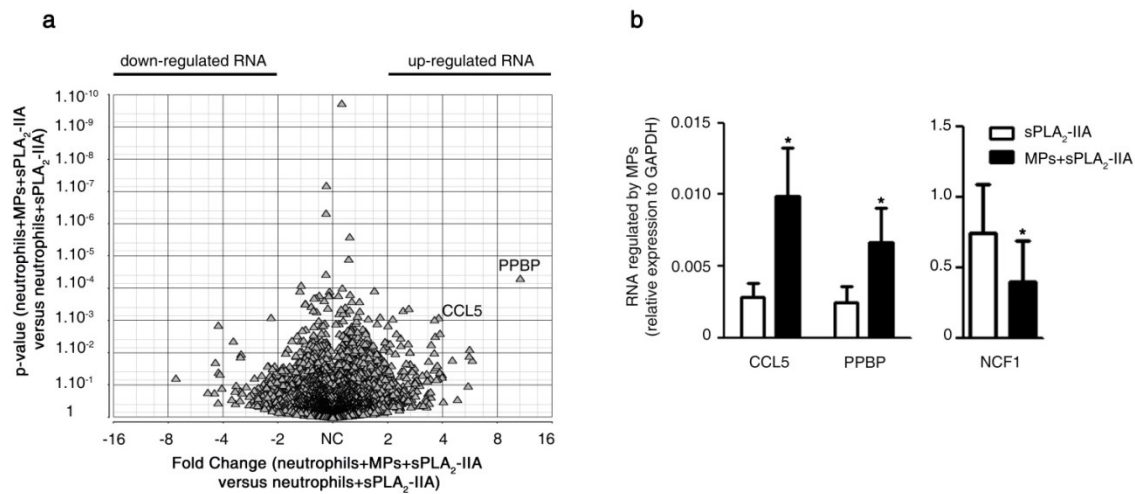 a
down-regulated RNA
up-regulated RNA
p-value (neutrophils+MPs+sPLA₂-IIA
versus neutrophils+sPLA₂-IIA)
1.10⁻¹⁰
1.10⁻⁹
1.10⁻⁸
1.10⁻⁷
1.10⁻⁶
1.10⁻⁵
1.10⁻⁴
1.10⁻³
1.10⁻²
1.10⁻¹
1
PPBP
CCL5
-16 -8 -4 -2 NC 2 4 8 16
Fold Change (neutrophils+MPs+sPLA₂-IIA
versus neutrophils+sPLA₂-IIA)
b
RNA regulated by MPs
(relative expression to GAPDH)
0.015
0.010
0.005
0
*
*
CCL5 PPBP
1.5
1.0
0.5
0.0
*
NCF1
sPLA₂-IIA
MPs+sPLA₂-IIA